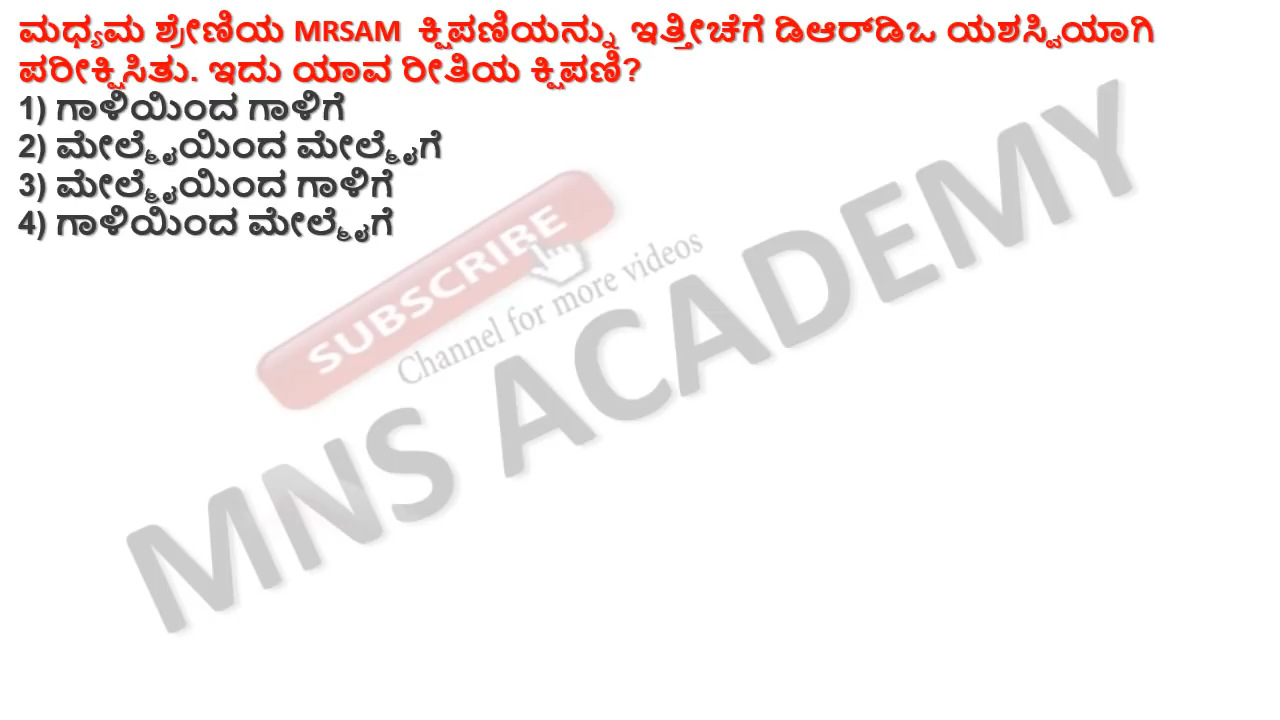 ಮಧ್ಯಮ ಶ್ರೇಣಿಯ MRSAM ಕ್ಷಿಪಣಿಯನ್ನು ಇತ್ತೀಚೆಗೆ ಡಿಆರ್‌ಡಿಒ ಯಶಸ್ವಿಯಾಗಿ
ಪರೀಕ್ಷಿಸಿತು. ಇದು ಯಾವ ರೀತಿಯ ಕ್ಷಿಪಣಿ?
1) ಗಾಳಿಯಿಂದ ಗಾಳಿಗೆ
2) ಮೇಲ್ಮೈಯಿಂದ ಮೇಲ್ಮೈಗೆ
3) ಮೇಲ್ಮೈಯಿಂದ ಗಾಳಿಗೆ
4) ಗಾಳಿಯಿಂದ ಮೇಲ್ಮೈಗೆ
SUBSCRIBE
Channel for more videos
MNS ACADEMY